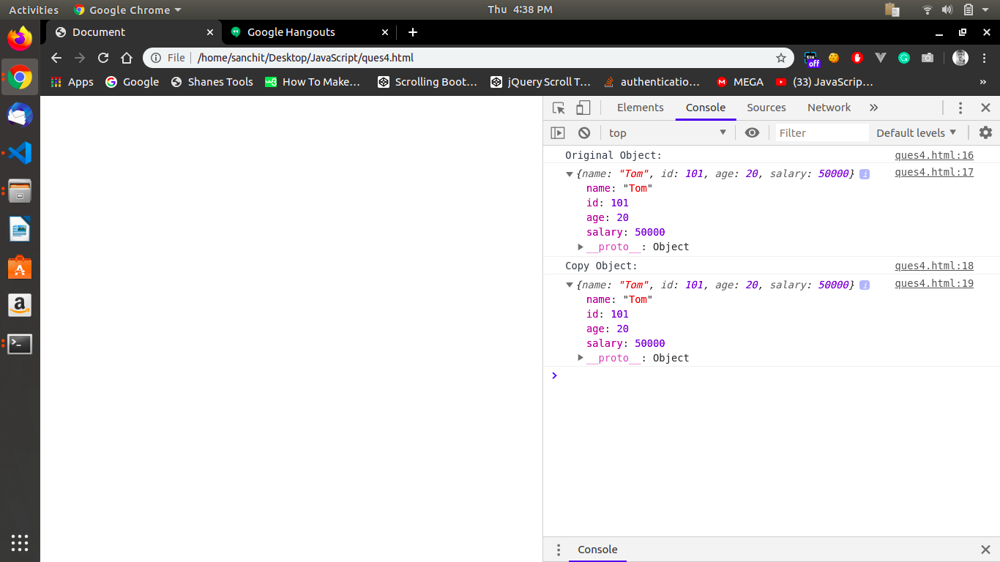 Activities Google Chrome Thu 4:38 PM
Document Google Hangouts
File /home/sanchit/Desktop/JavaScript/ques4.html off
Apps Google Shanes Tools How To Make... Scrolling Boot... jQuery Scroll T... authenticatio... MEGA (33) JavaScrip... »
Elements Console Sources Network »
top Filter Default levels
Original Object: ques4.html:16
{name: "Tom", id: 101, age: 20, salary: 50000} i ques4.html:17
name: "Tom"
id: 101
age: 20
salary: 50000
__proto__: Object
Copy Object: ques4.html:18
{name: "Tom", id: 101, age: 20, salary: 50000} i ques4.html:19
name: "Tom"
id: 101
age: 20
salary: 50000
__proto__: Object
Console